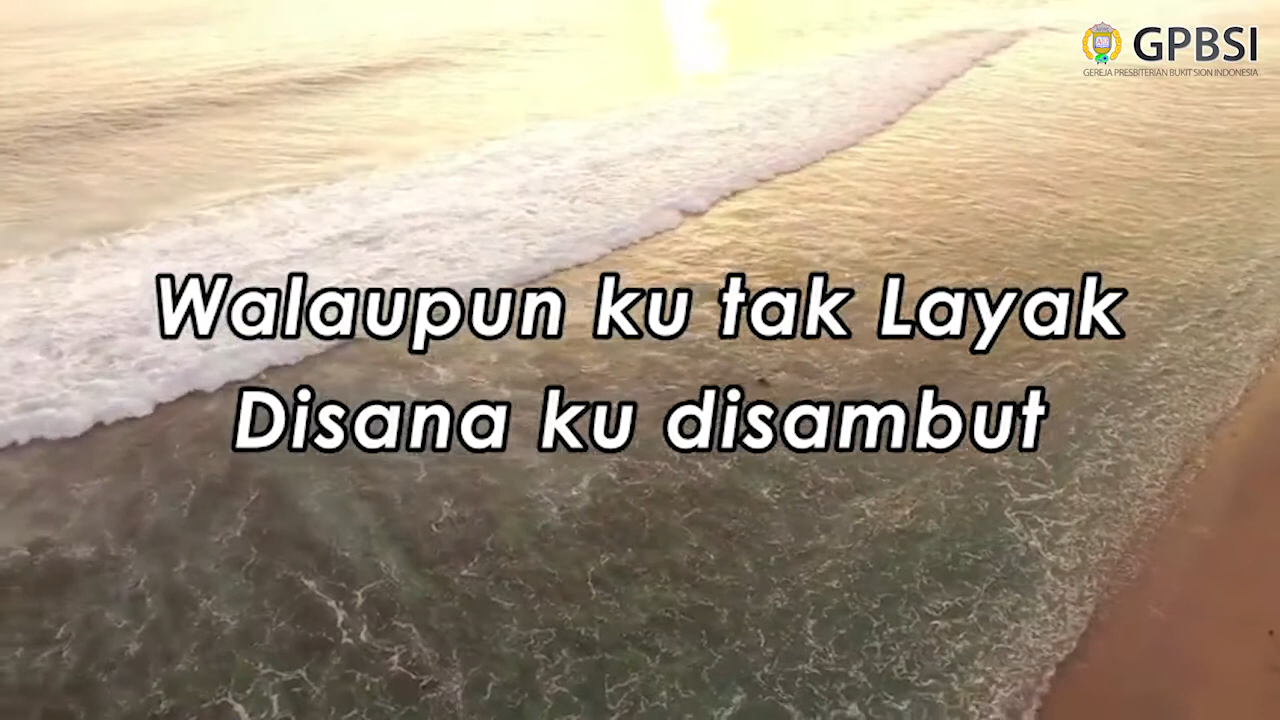 GPBSI
GEREJA PRESBITERIAN BUKIT SION INDONESIA
Walaupun ku tak Layak
Disana ku disambut